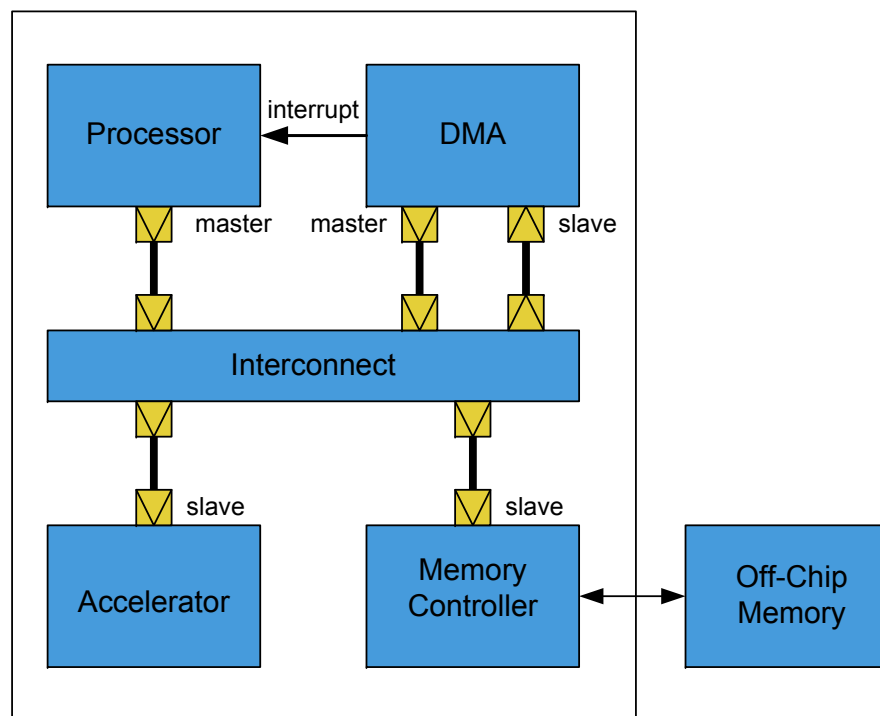 Processor
interrupt
DMA
master
master
slave
Interconnect
slave
slave
Accelerator
Memory
Controller
Off-Chip
Memory